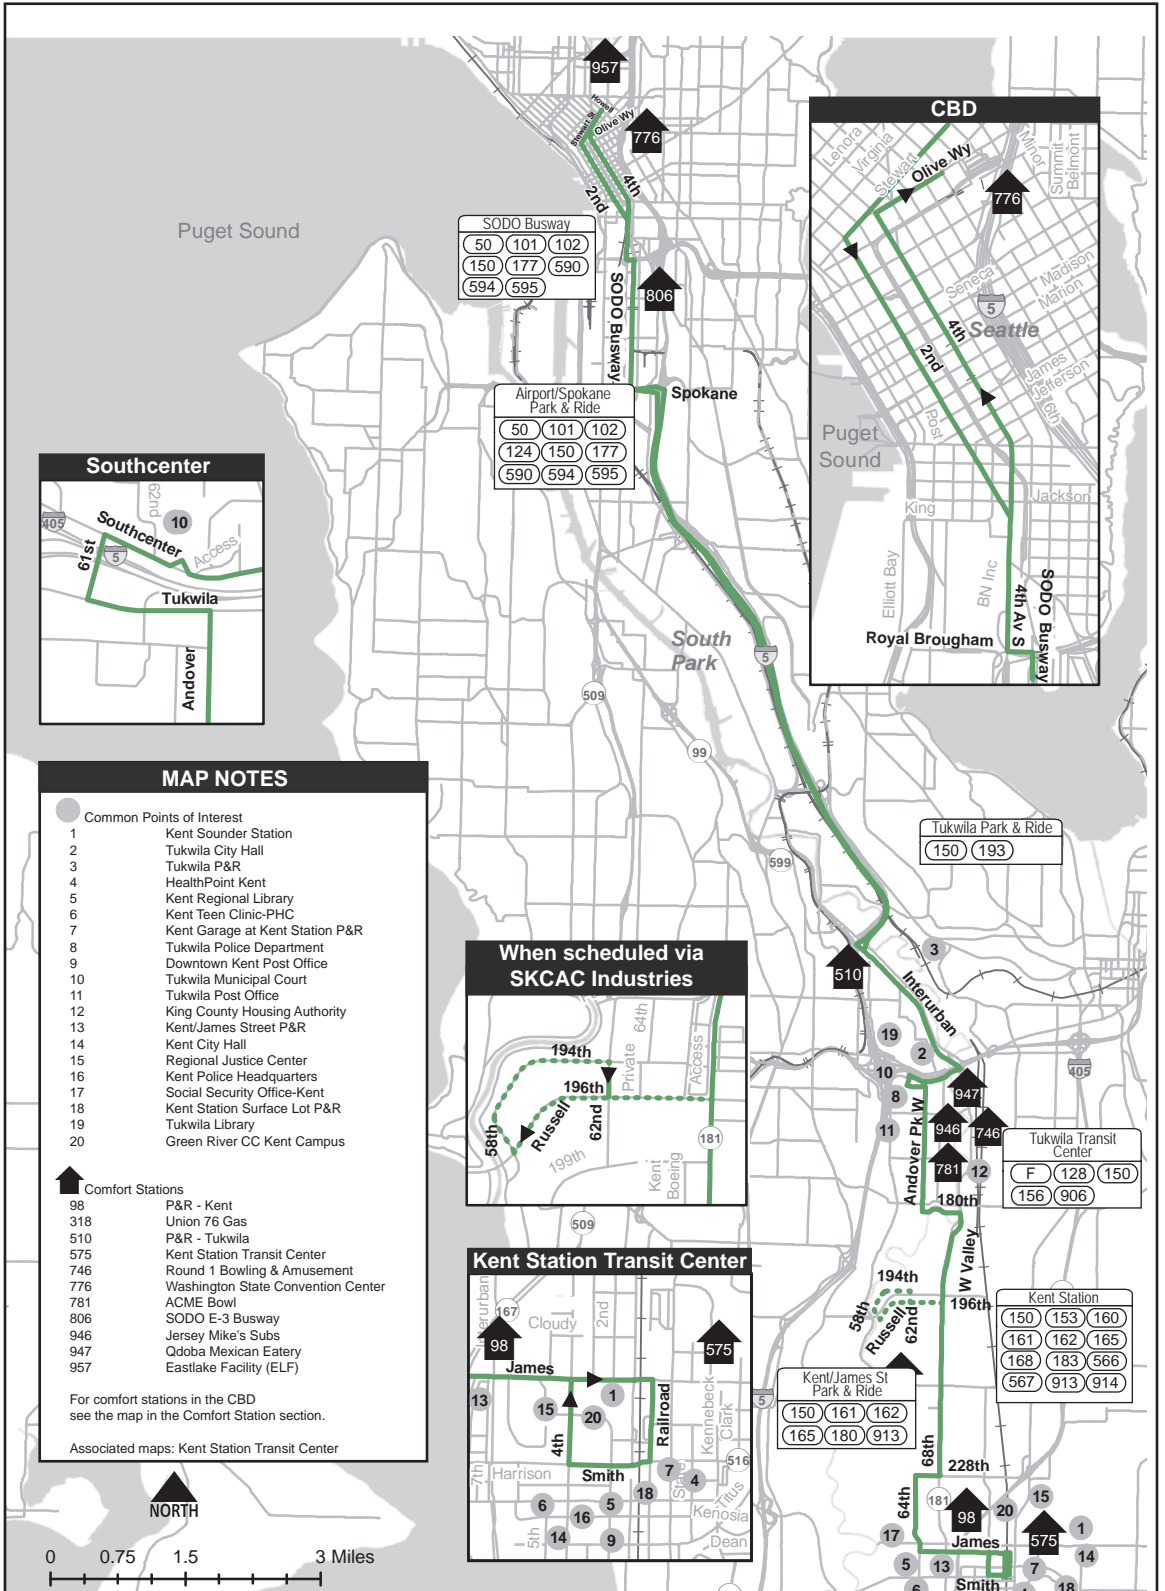 957
Howell
Stewart St
Olive Wy
776
4th
2nd
Puget Sound
SODO Busway
50 101 102
150 177 590
594 595
SODO Busway
806
Airport/Spokane
Park & Ride
50 101 102
124 150 177
590 594 595
Spokane
CBD
Lenora
Virginia
Stewart
Olive Wy
Minor
Summit
Belmont
776
Seneca
Madison
Marion
5
Seattle
4th
2nd
James
Jefferson
6th
Post
Puget
Sound
King
Jackson
Elliott Bay
BN Inc
4th Av S
SODO Busway
Royal Brougham
Southcenter
62nd
10
405
Southcenter
Access
61st
5
Tukwila
Andover
South
Park
5
509
99
599
MAP NOTES
Common Points of Interest
1 Kent Sounder Station
2 Tukwila City Hall
3 Tukwila P&R
4 HealthPoint Kent
5 Kent Regional Library
6 Kent Teen Clinic-PHC
7 Kent Garage at Kent Station P&R
8 Tukwila Police Department
9 Downtown Kent Post Office
10 Tukwila Municipal Court
11 Tukwila Post Office
12 King County Housing Authority
13 Kent/James Street P&R
14 Kent City Hall
15 Regional Justice Center
16 Kent Police Headquarters
17 Social Security Office-Kent
18 Kent Station Surface Lot P&R
19 Tukwila Library
20 Green River CC Kent Campus
Comfort Stations
98 P&R - Kent
318 Union 76 Gas
510 P&R - Tukwila
575 Kent Station Transit Center
746 Round 1 Bowling & Amusement
776 Washington State Convention Center
781 ACME Bowl
806 SODO E-3 Busway
946 Jersey Mike's Subs
947 Qdoba Mexican Eatery
957 Eastlake Facility (ELF)
For comfort stations in the CBD
see the map in the Comfort Station section.
Associated maps: Kent Station Transit Center
NORTH
0 0.75 1.5 3 Miles
Tukwila Park & Ride
150 193
3
510
Interurban
19
2
10
8
11
405
947
946
746
781
12
Andover Pk W
180th
W Valley
Tukwila Transit
Center
F 128 150
156 906
When scheduled via
SKCAC Industries
64th
Private
Access
194th
196th
62nd
58th
Russell
199th
181
Kent
Boeing
509
Kent Station Transit Center
Interurban
167
Cloudy
2nd
98
575
James
13
1
15
20
4th
Railroad
Kennebeck
Clark
Smith
7th
Harrison
7
State
4
516
18
6
5
16
Titus
Kenosia
5th
14
9
Dean
194th
58th
Russell
62nd
196th
Kent Station
150 153 160
161 162 165
168 183 566
567 913 914
5
Kent/James St
Park & Ride
150 161 162
165 180 913
68th
228th
64th
181
98
20
15
575
1
17
James
5
13
7
14
Smith
6
18